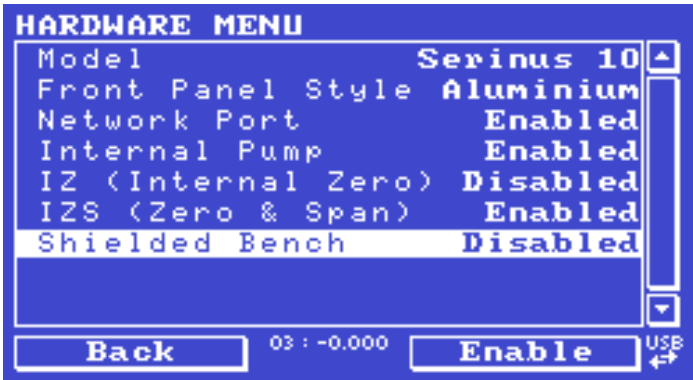 HARDWARE MENU
Model Serinus 10
Front Panel Style Aluminium
Network Port Enabled
Internal Pump Enabled
IZ (Internal Zero) Disabled
IZS (Zero & Span) Enabled
Shielded Bench Disabled
Back O3:-0.000 Enable USB